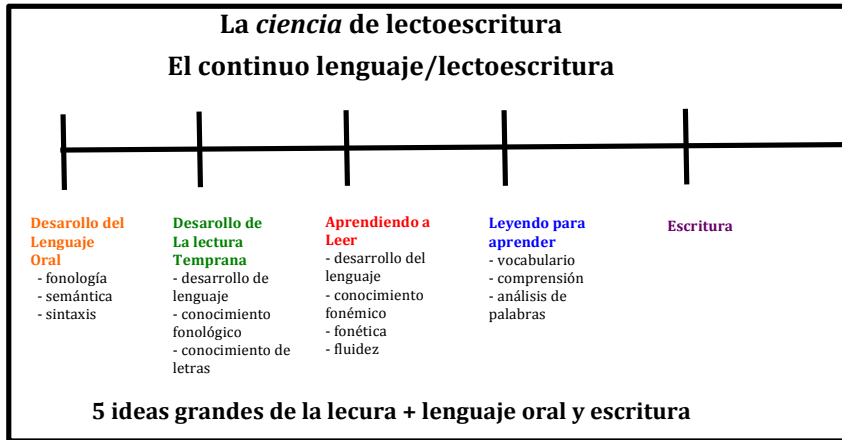 La ciencia de lectoescritura
El continuo lenguaje/lectoescritura
Desarollo del
Lenguaje
Oral
- fonología
- semántica
- sintaxis
Desarollo de
La lectura
Temprana
- desarrollo de
lenguaje
- conocimiento
fonológico
- conocimiento de
letras
Aprendiendo a
Leer
- desarrollo del
lenguaje
- conocimiento
fonémico
- fonética
- fluidez
Leyendo para
aprender
- vocabulario
- comprensión
- análisis de
palabras
Escritura
5 ideas grandes de la lecura + lenguaje oral y escritura